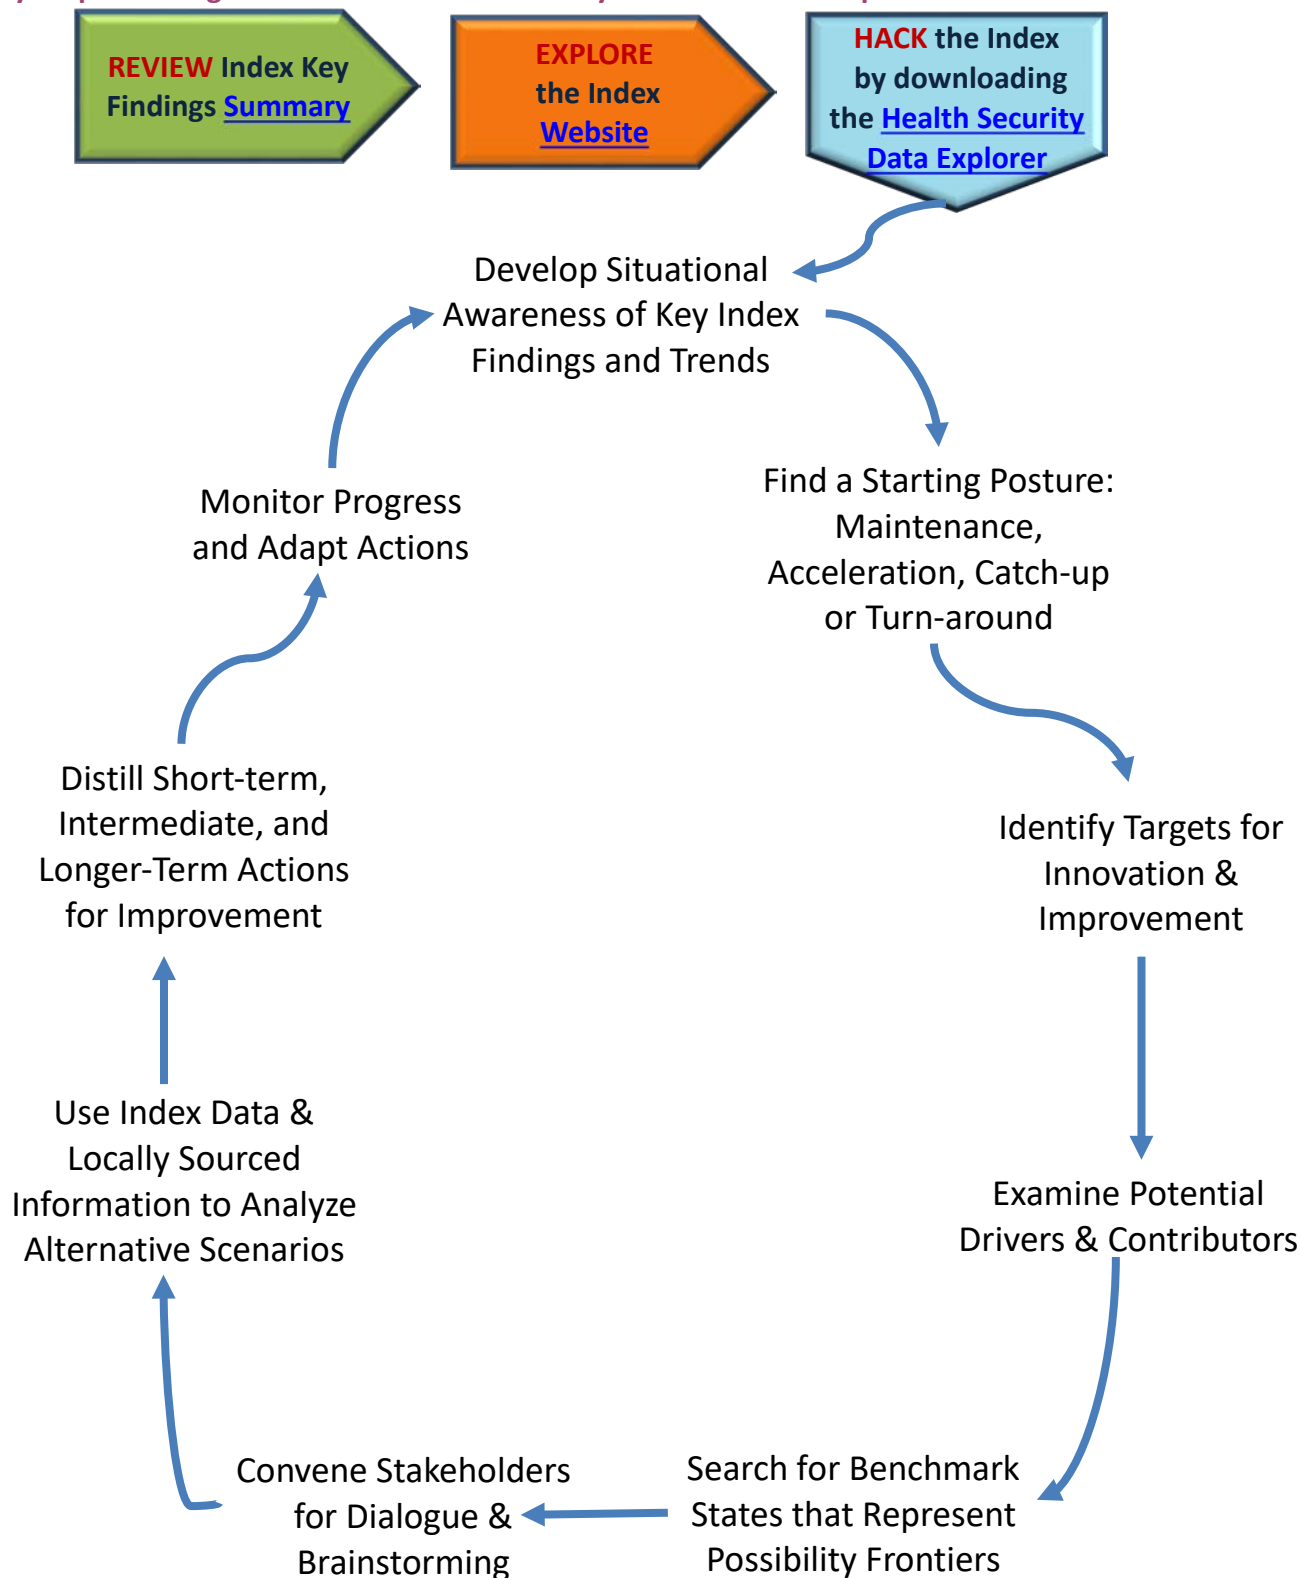 REVIEW Index Key
Findings Summary
EXPLORE
the Index
Website
HACK the Index
by downloading
the Health Security
Data Explorer
Develop Situational
Awareness of Key Index
Findings and Trends
Find a Starting Posture:
Maintenance,
Acceleration, Catch-up
or Turn-around
Identify Targets for
Innovation &
Improvement
Examine Potential
Drivers & Contributors
Search for Benchmark
States that Represent
Possibility Frontiers
Convene Stakeholders
for Dialogue &
Brainstorming
Use Index Data &
Locally Sourced
Information to Analyze
Alternative Scenarios
Distill Short-term,
Intermediate, and
Longer-Term Actions
for Improvement
Monitor Progress
and Adapt Actions